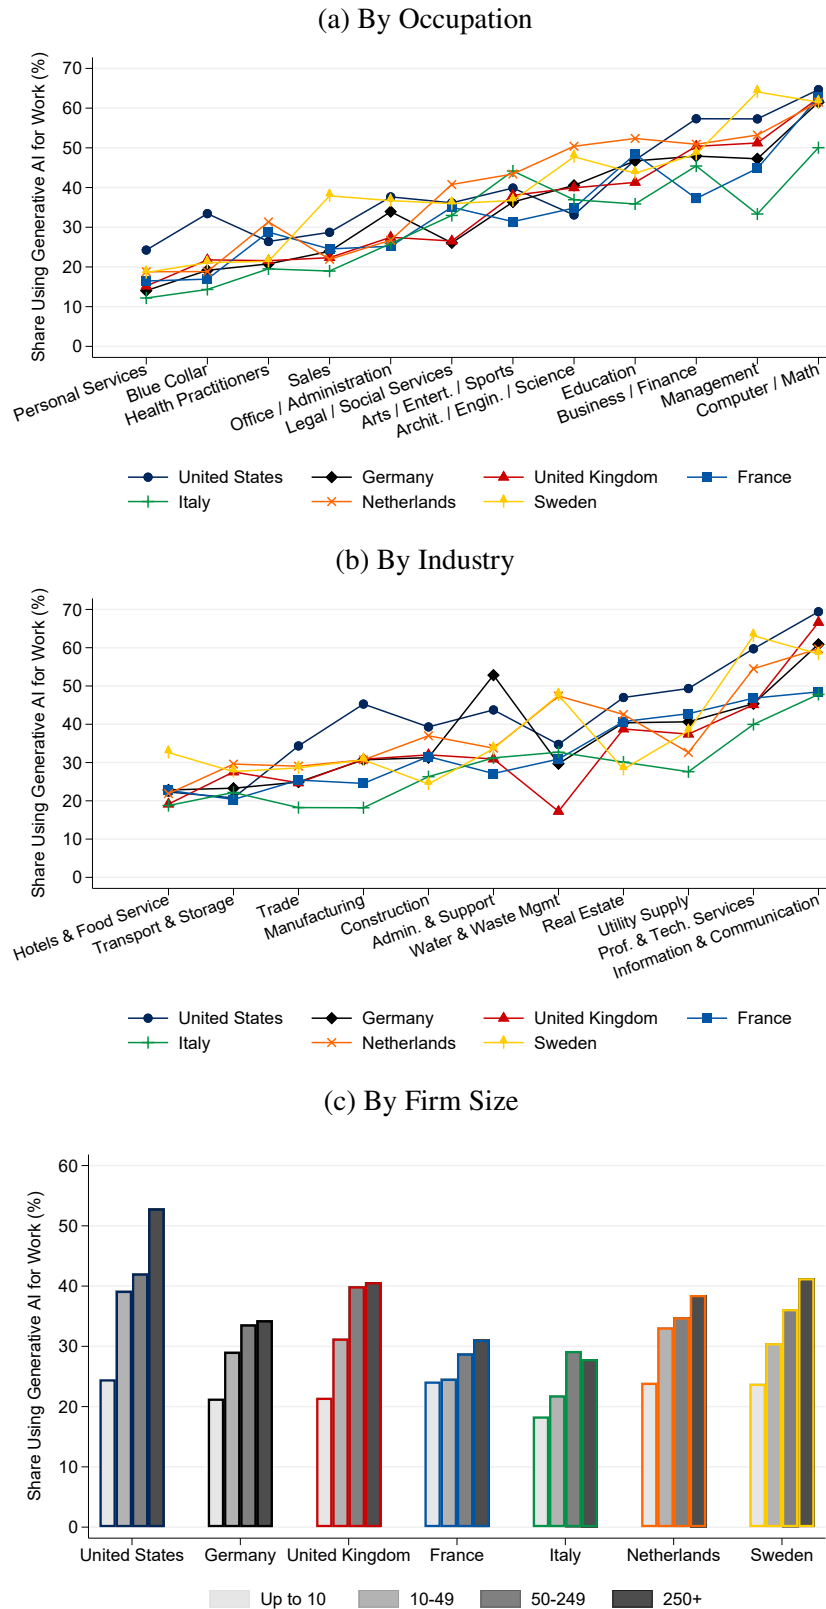 (a) By Occupation
Share Using Generative AI for Work (%)
70
60
50
40
30
20
10
0
Personal Services
Blue Collar
Health Practitioners
Sales
Office / Administration
Legal / Social Services
Arts / Entert. / Sports
Archit. / Engin. / Science
Education
Business / Finance
Management
Computer / Math
United States Germany United Kingdom France
Italy Netherlands Sweden
(b) By Industry
Share Using Generative AI for Work (%)
70
60
50
40
30
20
10
0
Hotels & Food Service
Transport & Storage
Trade
Manufacturing
Construction
Admin. & Support
Water & Waste Mgmt
Real Estate
Utility Supply
Prof. & Tech. Services
Information & Communication
United States Germany United Kingdom France
Italy Netherlands Sweden
(c) By Firm Size
Share Using Generative AI for Work (%)
60
50
40
30
20
10
0
United States Germany United Kingdom France Italy Netherlands Sweden
Up to 10 10-49 50-249 250+